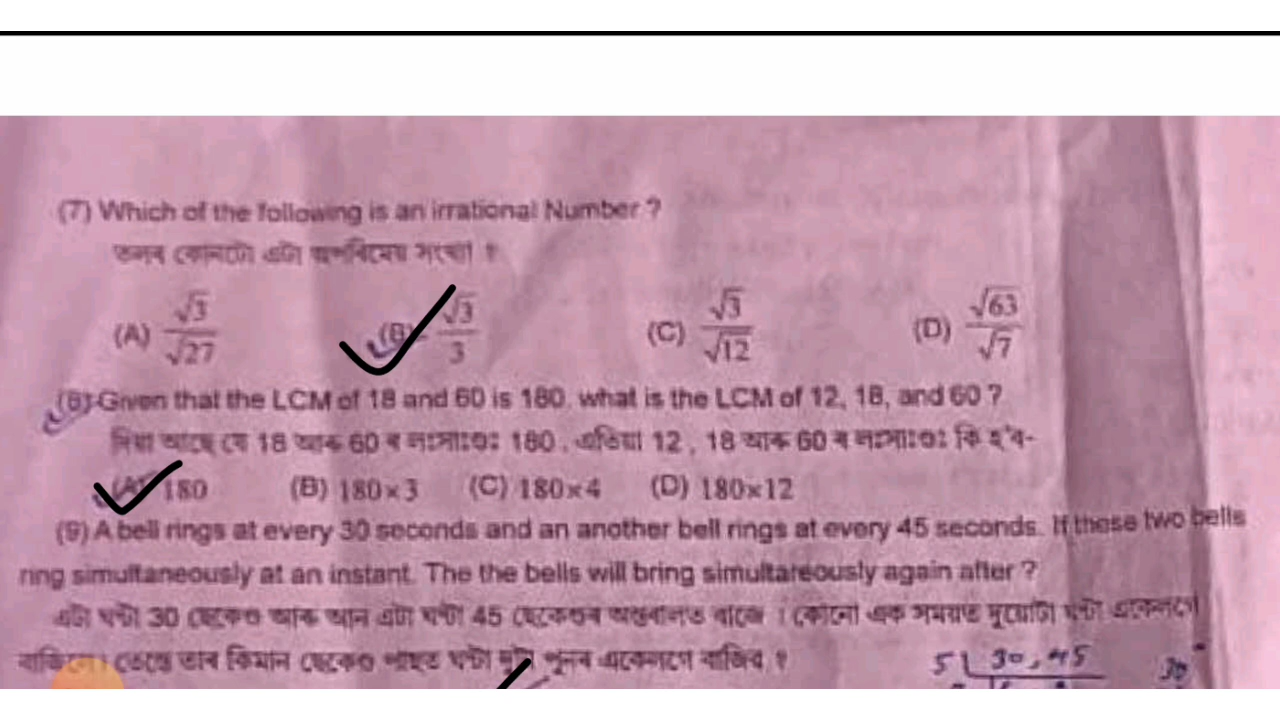 (7) Which of the following is an irrational Number ?
তলৰ কোনটো এটা অপৰিমেয় সংখ্যা ?
(A) √3/√27 (B) √3/3 (C) √3/√12 (D) √63/√7
(8) Given that the LCM of 18 and 60 is 180. what is the LCM of 12, 18, and 60 ?
দিয়া আছে যে 18 আৰু 60 ৰ লঃসাঃগুঃ 180. এতিয়া 12, 18 আৰু 60 ৰ লঃসাঃগুঃ কি হ'ব-
(A) 180 (B) 180×3 (C) 180×4 (D) 180×12
(9) A bell rings at every 30 seconds and an another bell rings at every 45 seconds. If these two bells
ring simultaneously at an instant. The the bells will bring simultareously again after ?
এটা ঘণ্টা 30 ছেকেণ্ড আৰু আন এটা ঘণ্টা 45 ছেকেণ্ডৰ অন্তৰালত বাজে । কোনো এক সময়ত দুয়োটা ঘণ্টা একেলগে
বাজিলে। তেন্তে তাৰ কিমান ছেকেণ্ড পাছত ঘণ্টা দুটা পুনৰ একেলগে বাজিব ?
5 30, 45
30